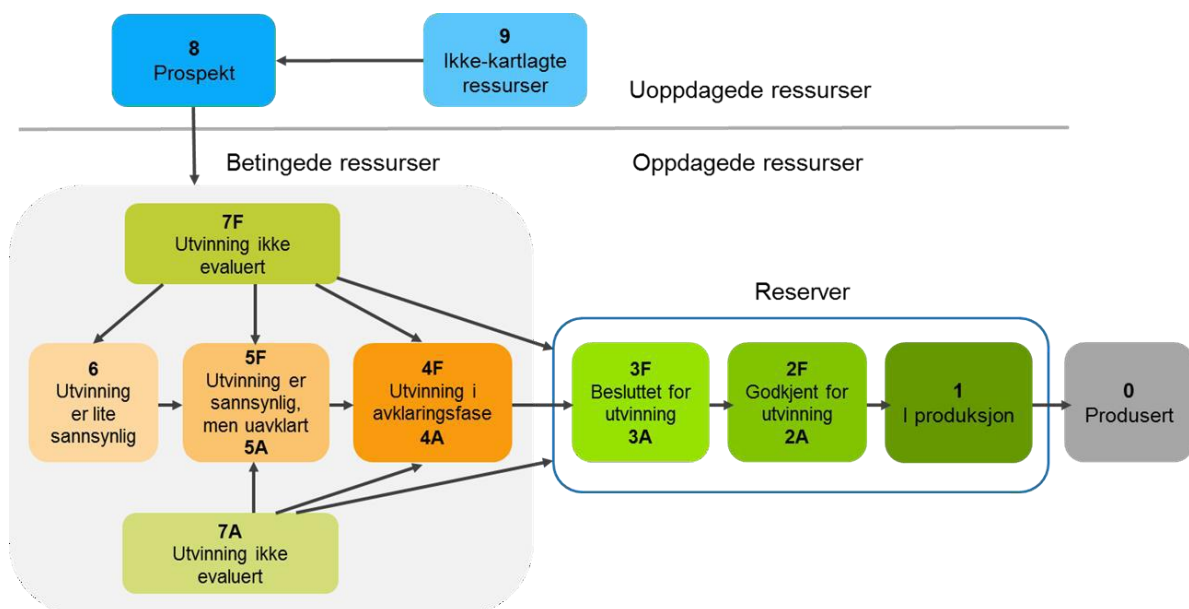 8
Prospekt
9
Ikke-kartlagte
ressurser
Uoppdagede ressurser
Betingede ressurser
Oppdagede ressurser
7F
Utvinning ikke
evaluert
Reserver
6
Utvinning
er lite
sannsynlig
5F
Utvinning er
sannsynlig,
men uavklart
5A
4F
Utvinning i
avklaringsfase
4A
3F
Besluttet for
utvinning
3A
2F
Godkjent for
utvinning
2A
1
I produksjon
0
Produsert
7A
Utvinning ikke
evaluert